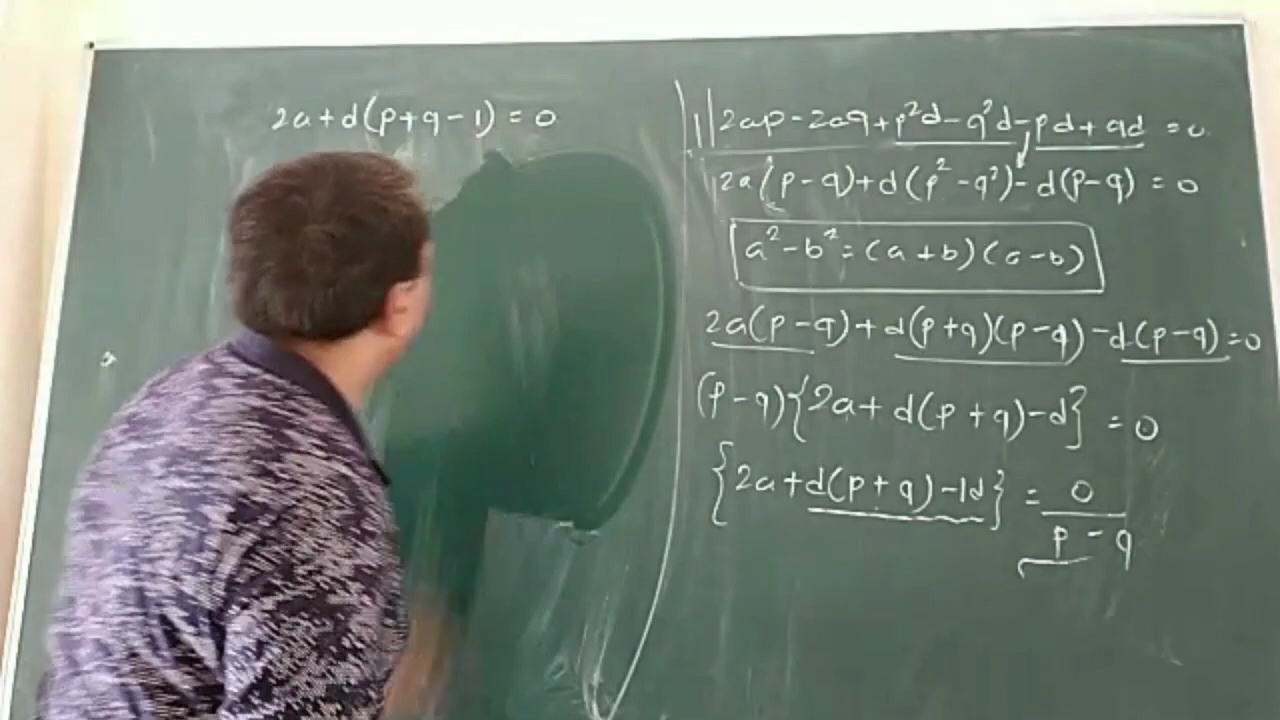 2a+d(p+q-1)=0
2ap-2aq+p²d-q²d-pd+qd=0
2a(p-q)+d(p²-q²)-d(p-q)=0
a²-b²=(a+b)(a-b)
2a(p-q)+d(p+q)(p-q)-d(p-q)=0
(p-q){2a+d(p+q)-d}=0
{2a+d(p+q)-1d}=0/p-q